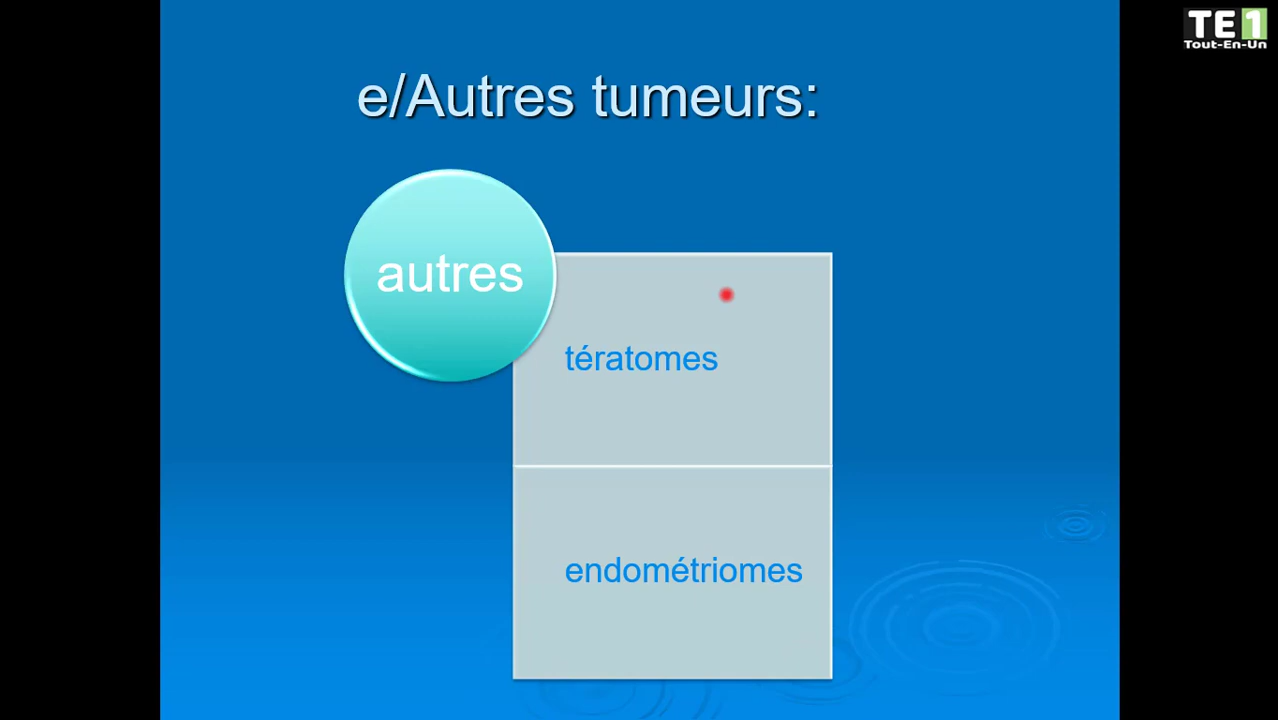 TE1
Tout-En-Un
e/Autres tumeurs:
autres
tératomes
endométriomes